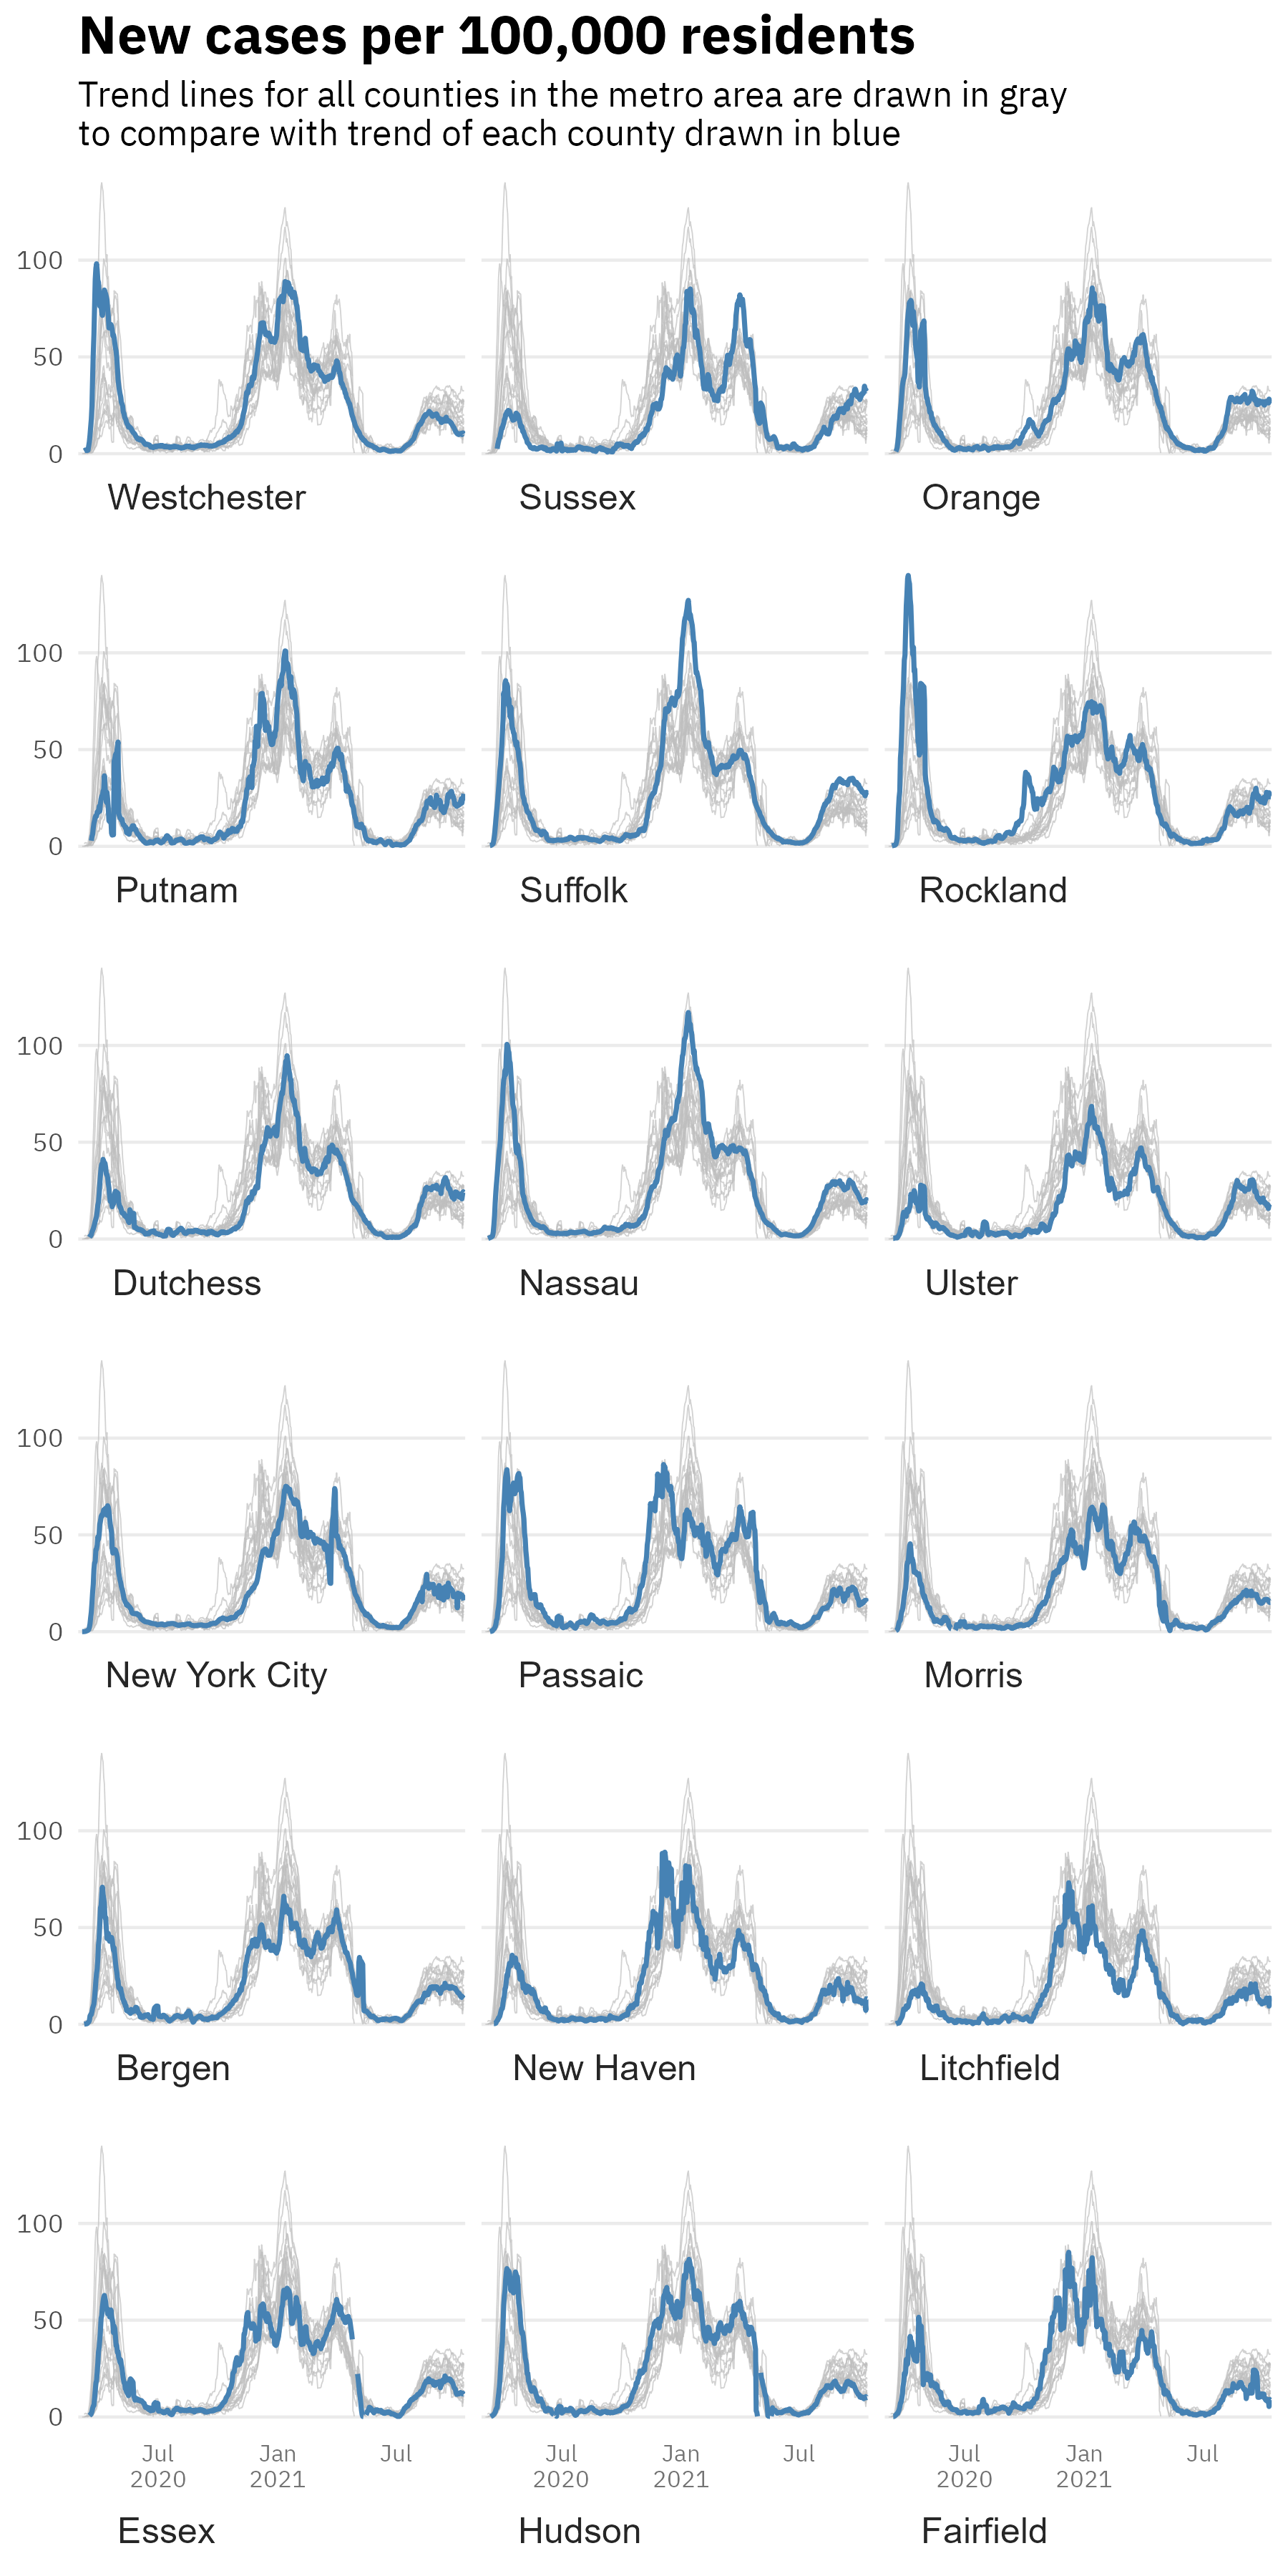 New cases per 100,000 residents
Trend lines for all counties in the metro area are drawn in gray
to compare with trend of each county drawn in blue
100
50
0
Westchester Sussex Orange
100
50
0
Putnam Suffolk Rockland
100
50
0
Dutchess Nassau Ulster
100
50
0
New York City Passaic Morris
100
50
0
Bergen New Haven Litchfield
100
50
0
Jul Jan Jul Jul Jan Jul Jul Jan Jul
2020 2021 2020 2021 2020 2021
Essex Hudson Fairfield